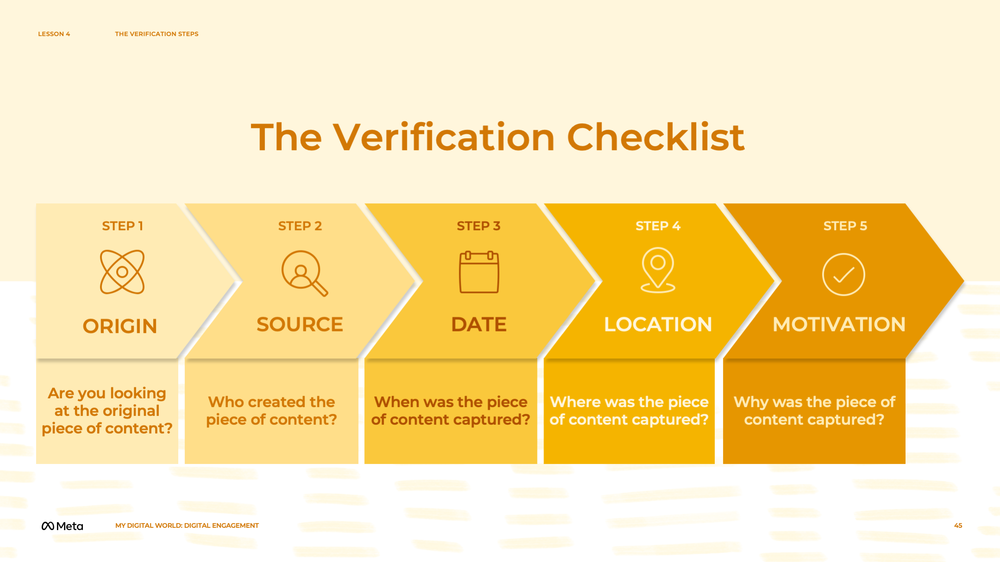 LESSON 4
THE VERIFICATION STEPS
The Verification Checklist
STEP 1
ORIGIN
Are you looking
at the original
piece of content?
STEP 2
SOURCE
Who created the
piece of content?
STEP 3
DATE
When was the piece
of content captured?
STEP 4
LOCATION
Where was the piece
of content captured?
STEP 5
MOTIVATION
Why was the piece of
content captured?
Meta
MY DIGITAL WORLD: DIGITAL ENGAGEMENT
45